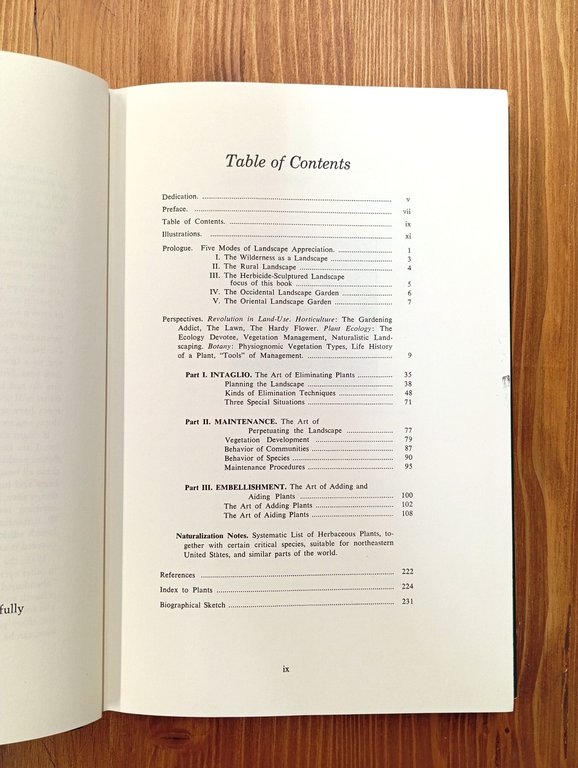 fully
Table of Contents
Dedication. ........ v
Preface. ........ vii
Table of Contents. ........ ix
Illustrations. ........ xi
Prologue. Five Modes of Landscape Appreciation. ........ 1
I. The Wilderness as a Landscape ........ 3
II. The Rural Landscape ........ 4
III. The Herbicide-Sculptured Landscape
focus of this book ........ 5
IV. The Occidental Landscape Garden ........ 6
V. The Oriental Landscape Garden ........ 7
Perspectives. Revolution in Land-Use. Horticulture: The Gardening
Addict, The Lawn, The Hardy Flower. Plant Ecology: The
Ecology Devotee, Vegetation Management, Naturalistic Land-
scaping. Botany: Physiognomic Vegetation Types, Life History
of a Plant, "Tools" of Management. ........ 9
Part I. INTAGLIO. The Art of Eliminating Plants ........ 35
Planning the Landscape ........ 38
Kinds of Elimination Techniques ........ 48
Three Special Situations ........ 71
Part II. MAINTENANCE. The Art of
Perpetuating the Landscape ........ 77
Vegetation Development ........ 79
Behavior of Communities ........ 87
Behavior of Species ........ 90
Maintenance Procedures ........ 95
Part III. EMBELLISHMENT. The Art of Adding and
Aiding Plants ........ 100
The Art of Adding Plants ........ 102
The Art of Aiding Plants ........ 108
Naturalization Notes. Systematic List of Herbaceous Plants, to-
gether with certain critical species, suitable for northeastern
United States, and similar parts of the world.
References ........ 222
Index to Plants ........ 224
Biographical Sketch ........ 231
ix